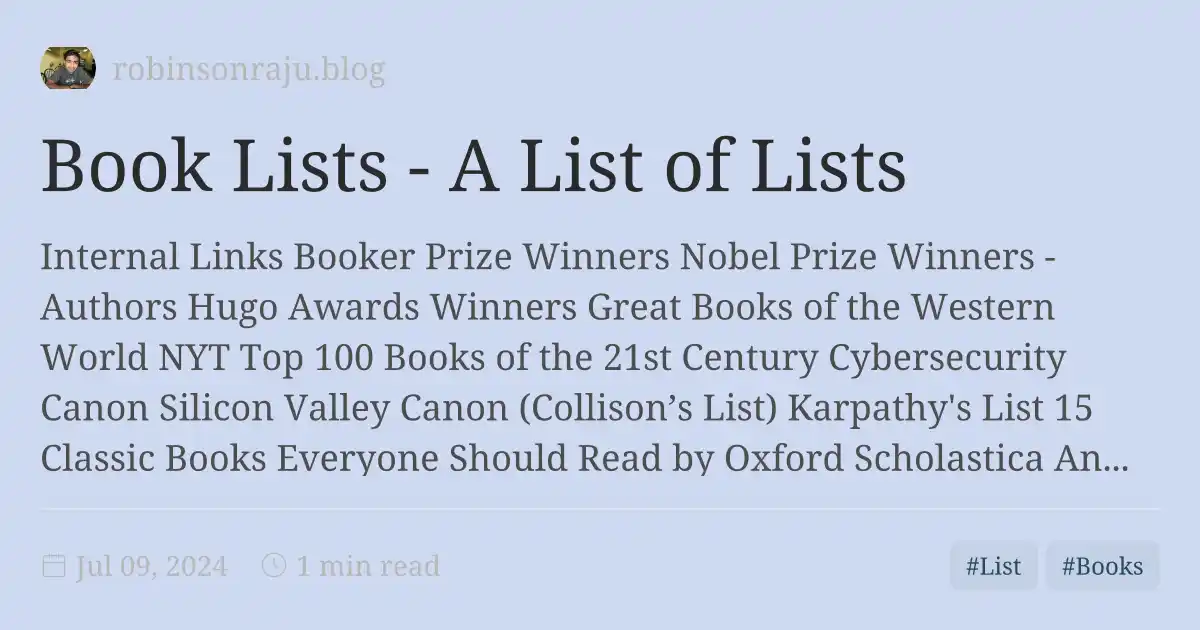 robinsonraju.blog
Book Lists - A List of Lists
Internal Links Booker Prize Winners Nobel Prize Winners -
Authors Hugo Awards Winners Great Books of the Western
World NYT Top 100 Books of the 21st Century Cybersecurity
Canon Silicon Valley Canon (Collison’s List) Karpathy's List 15
Classic Books Everyone Should Read by Oxford Scholastica An...
Jul 09, 2024 1 min read
#List #Books